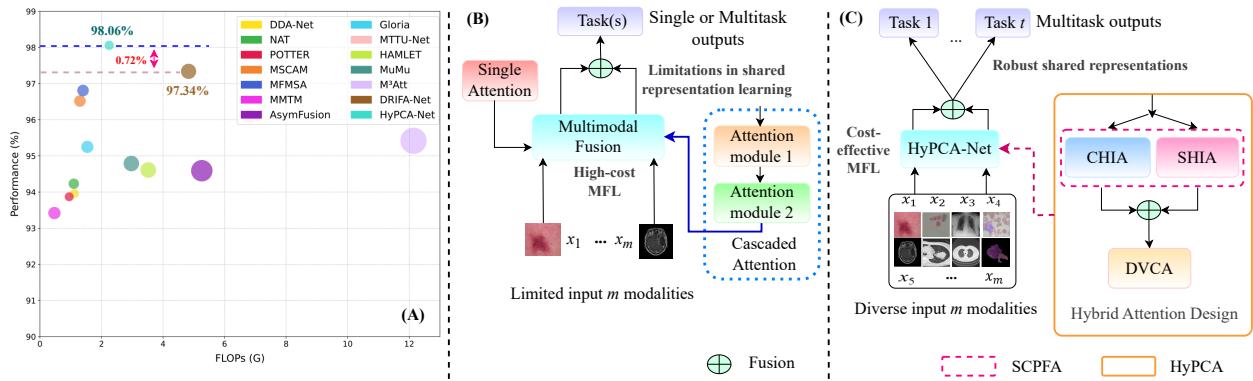 Performance (%)
100
99
98
97
96
95
94
93
92
91
90
0
2
4
6
8
10
12
14
FLOPs (G)
98.06%
0.72%
97.34%
DDA-Net
NAT
POTTER
MSCAM
MFMSA
MMTM
AsymFusion
Gloria
MTTU-Net
HAMLET
MuMu
M³Att
DRIFA-Net
HyPCA-Net
(A)
(B)
Task(s)
Single or Multitask
outputs
Single
Attention
Limitations in shared
representation learning
Multimodal
Fusion
High-cost
MFL
Attention
module 1
Attention
module 2
Cascaded
Attention
x₁ ... xₘ
Limited input m modalities
Fusion
(C)
Task 1
...
Task t
Multitask outputs
Robust shared representations
Cost-
effective
MFL
HyPCA-Net
x₁ x₂ x₃ x₄
x₅ ... xₘ
Diverse input m modalities
CHIA
SHIA
DVCA
Hybrid Attention Design
SCPFA
HyPCA